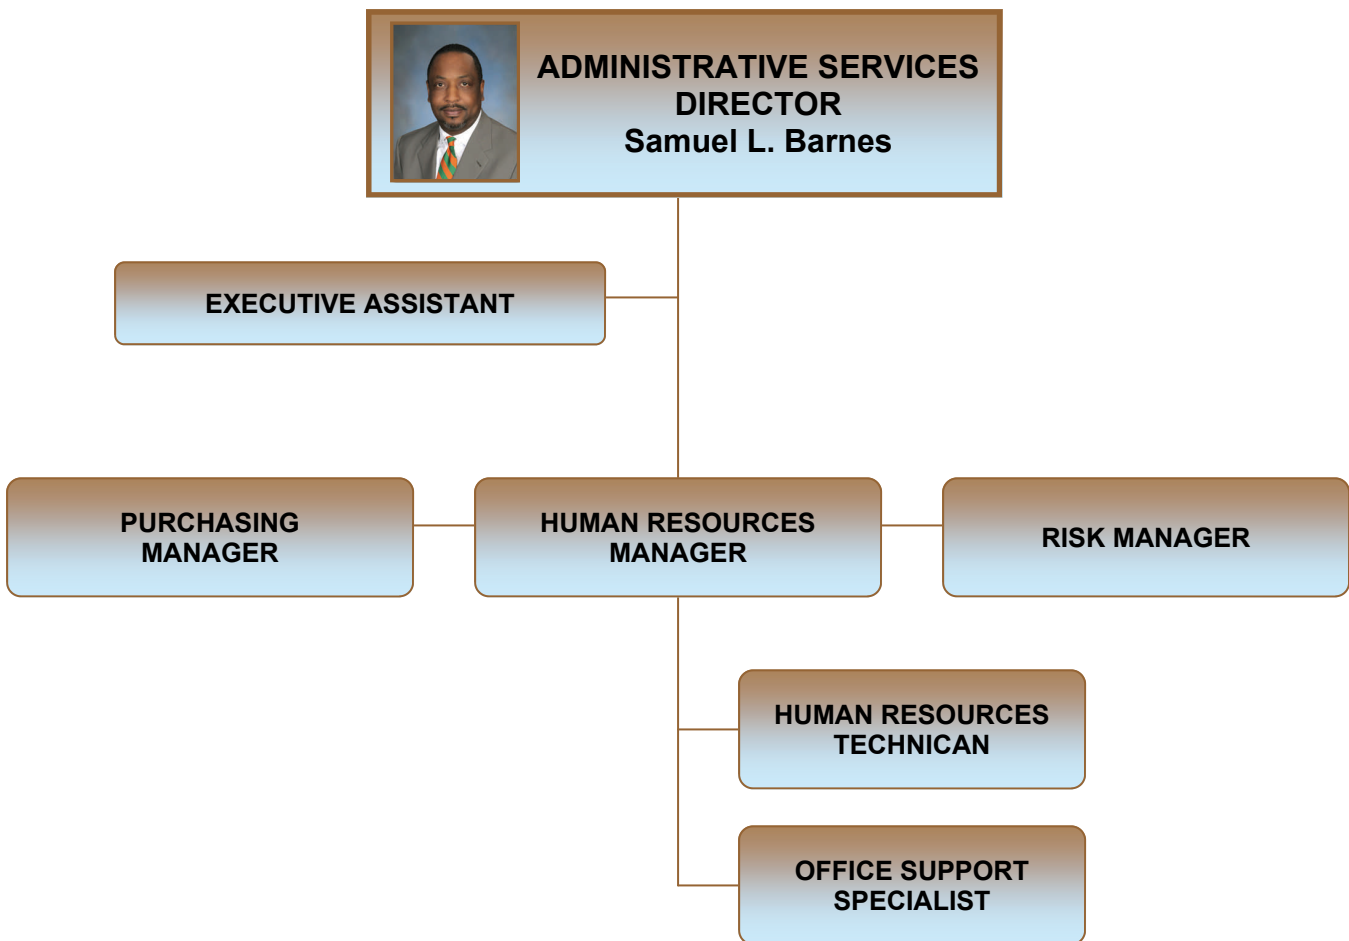 ADMINISTRATIVE SERVICES
DIRECTOR
Samuel L. Barnes
EXECUTIVE ASSISTANT
PURCHASING
MANAGER
HUMAN RESOURCES
MANAGER
RISK MANAGER
HUMAN RESOURCES
TECHNICAN
OFFICE SUPPORT
SPECIALIST